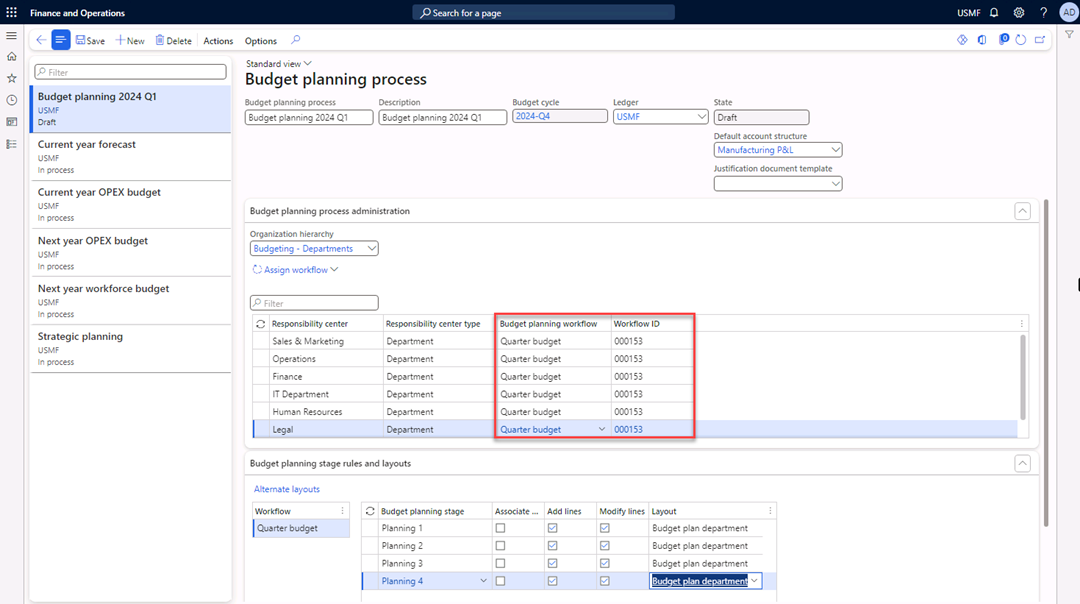 Finance and Operations
Search for a page
USMF
?
AD
Save
New
Delete
Actions
Options
0
Filter
Budget planning 2024 Q1
USMF
Draft
Current year forecast
USMF
In process
Current year OPEX budget
USMF
In process
Next year OPEX budget
USMF
In process
Next year workforce budget
USMF
In process
Strategic planning
USMF
In process
Standard view
Budget planning process
Budget planning process Description Budget cycle Ledger State
Budget planning 2024 Q1 Budget planning 2024 Q1 2024-Q4 USMF Draft
Default account structure
Manufacturing P&L
Justification document template
Budget planning process administration
Organization hierarchy
Budgeting - Departments
Assign workflow
Filter
Responsibility center Responsibility center type Budget planning workflow Workflow ID
Sales & Marketing Department Quarter budget 000153
Operations Department Quarter budget 000153
Finance Department Quarter budget 000153
IT Department Department Quarter budget 000153
Human Resources Department Quarter budget 000153
Legal Department Quarter budget 000153
Budget planning stage rules and layouts
Alternate layouts
Workflow
Quarter budget
Budget planning stage Associate ... Add lines Modify lines Layout
Planning 1 Budget plan department
Planning 2 Budget plan department
Planning 3 Budget plan department
Planning 4 Budget plan department